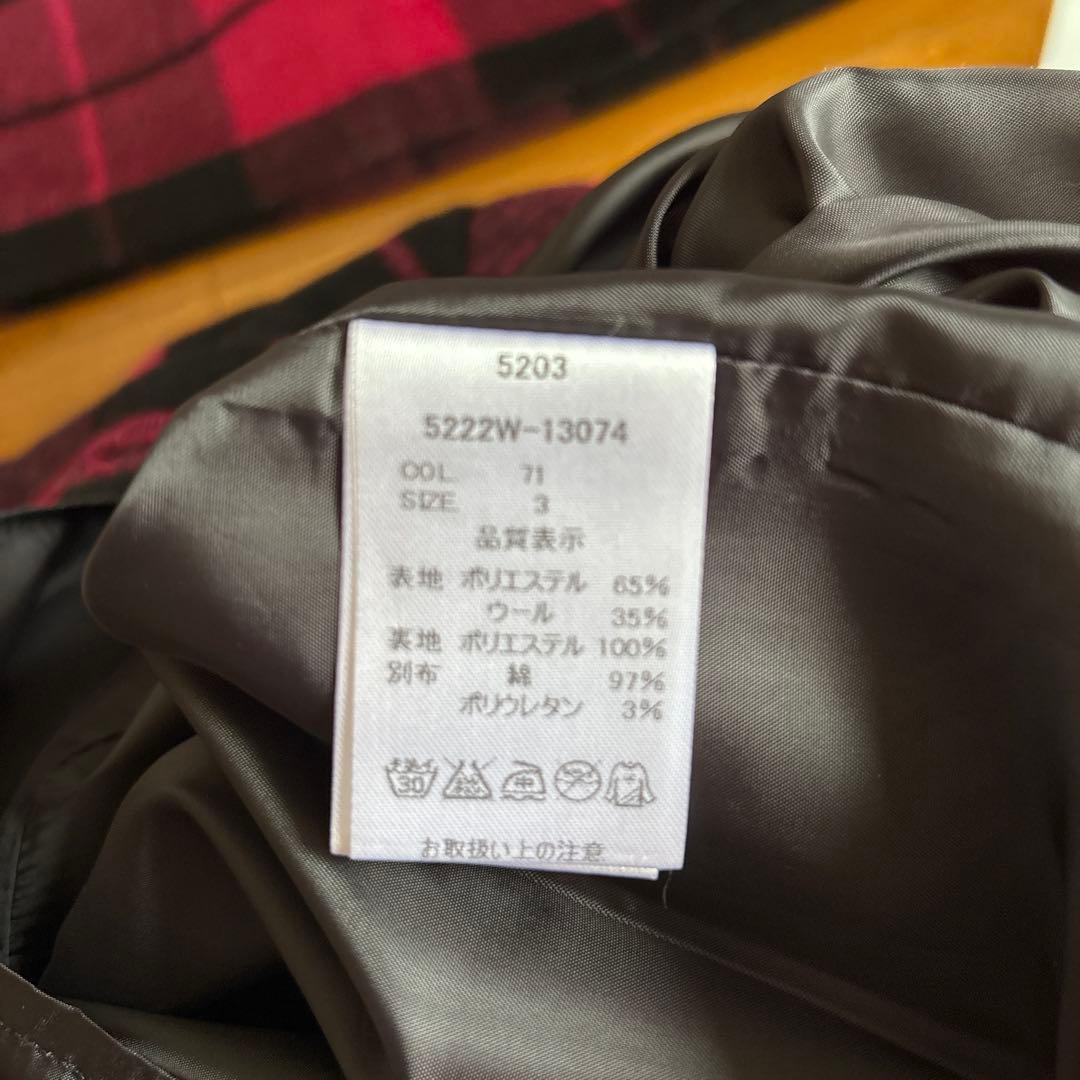 5203
5222W-13074
COL 71
SIZE 3
品質表示
表地 ポリエステル 65%
ウール 35%
裏地 ポリエステル 100%
別布 綿 97%
ポリウレタン 3%
30 中
お取扱い上の注意